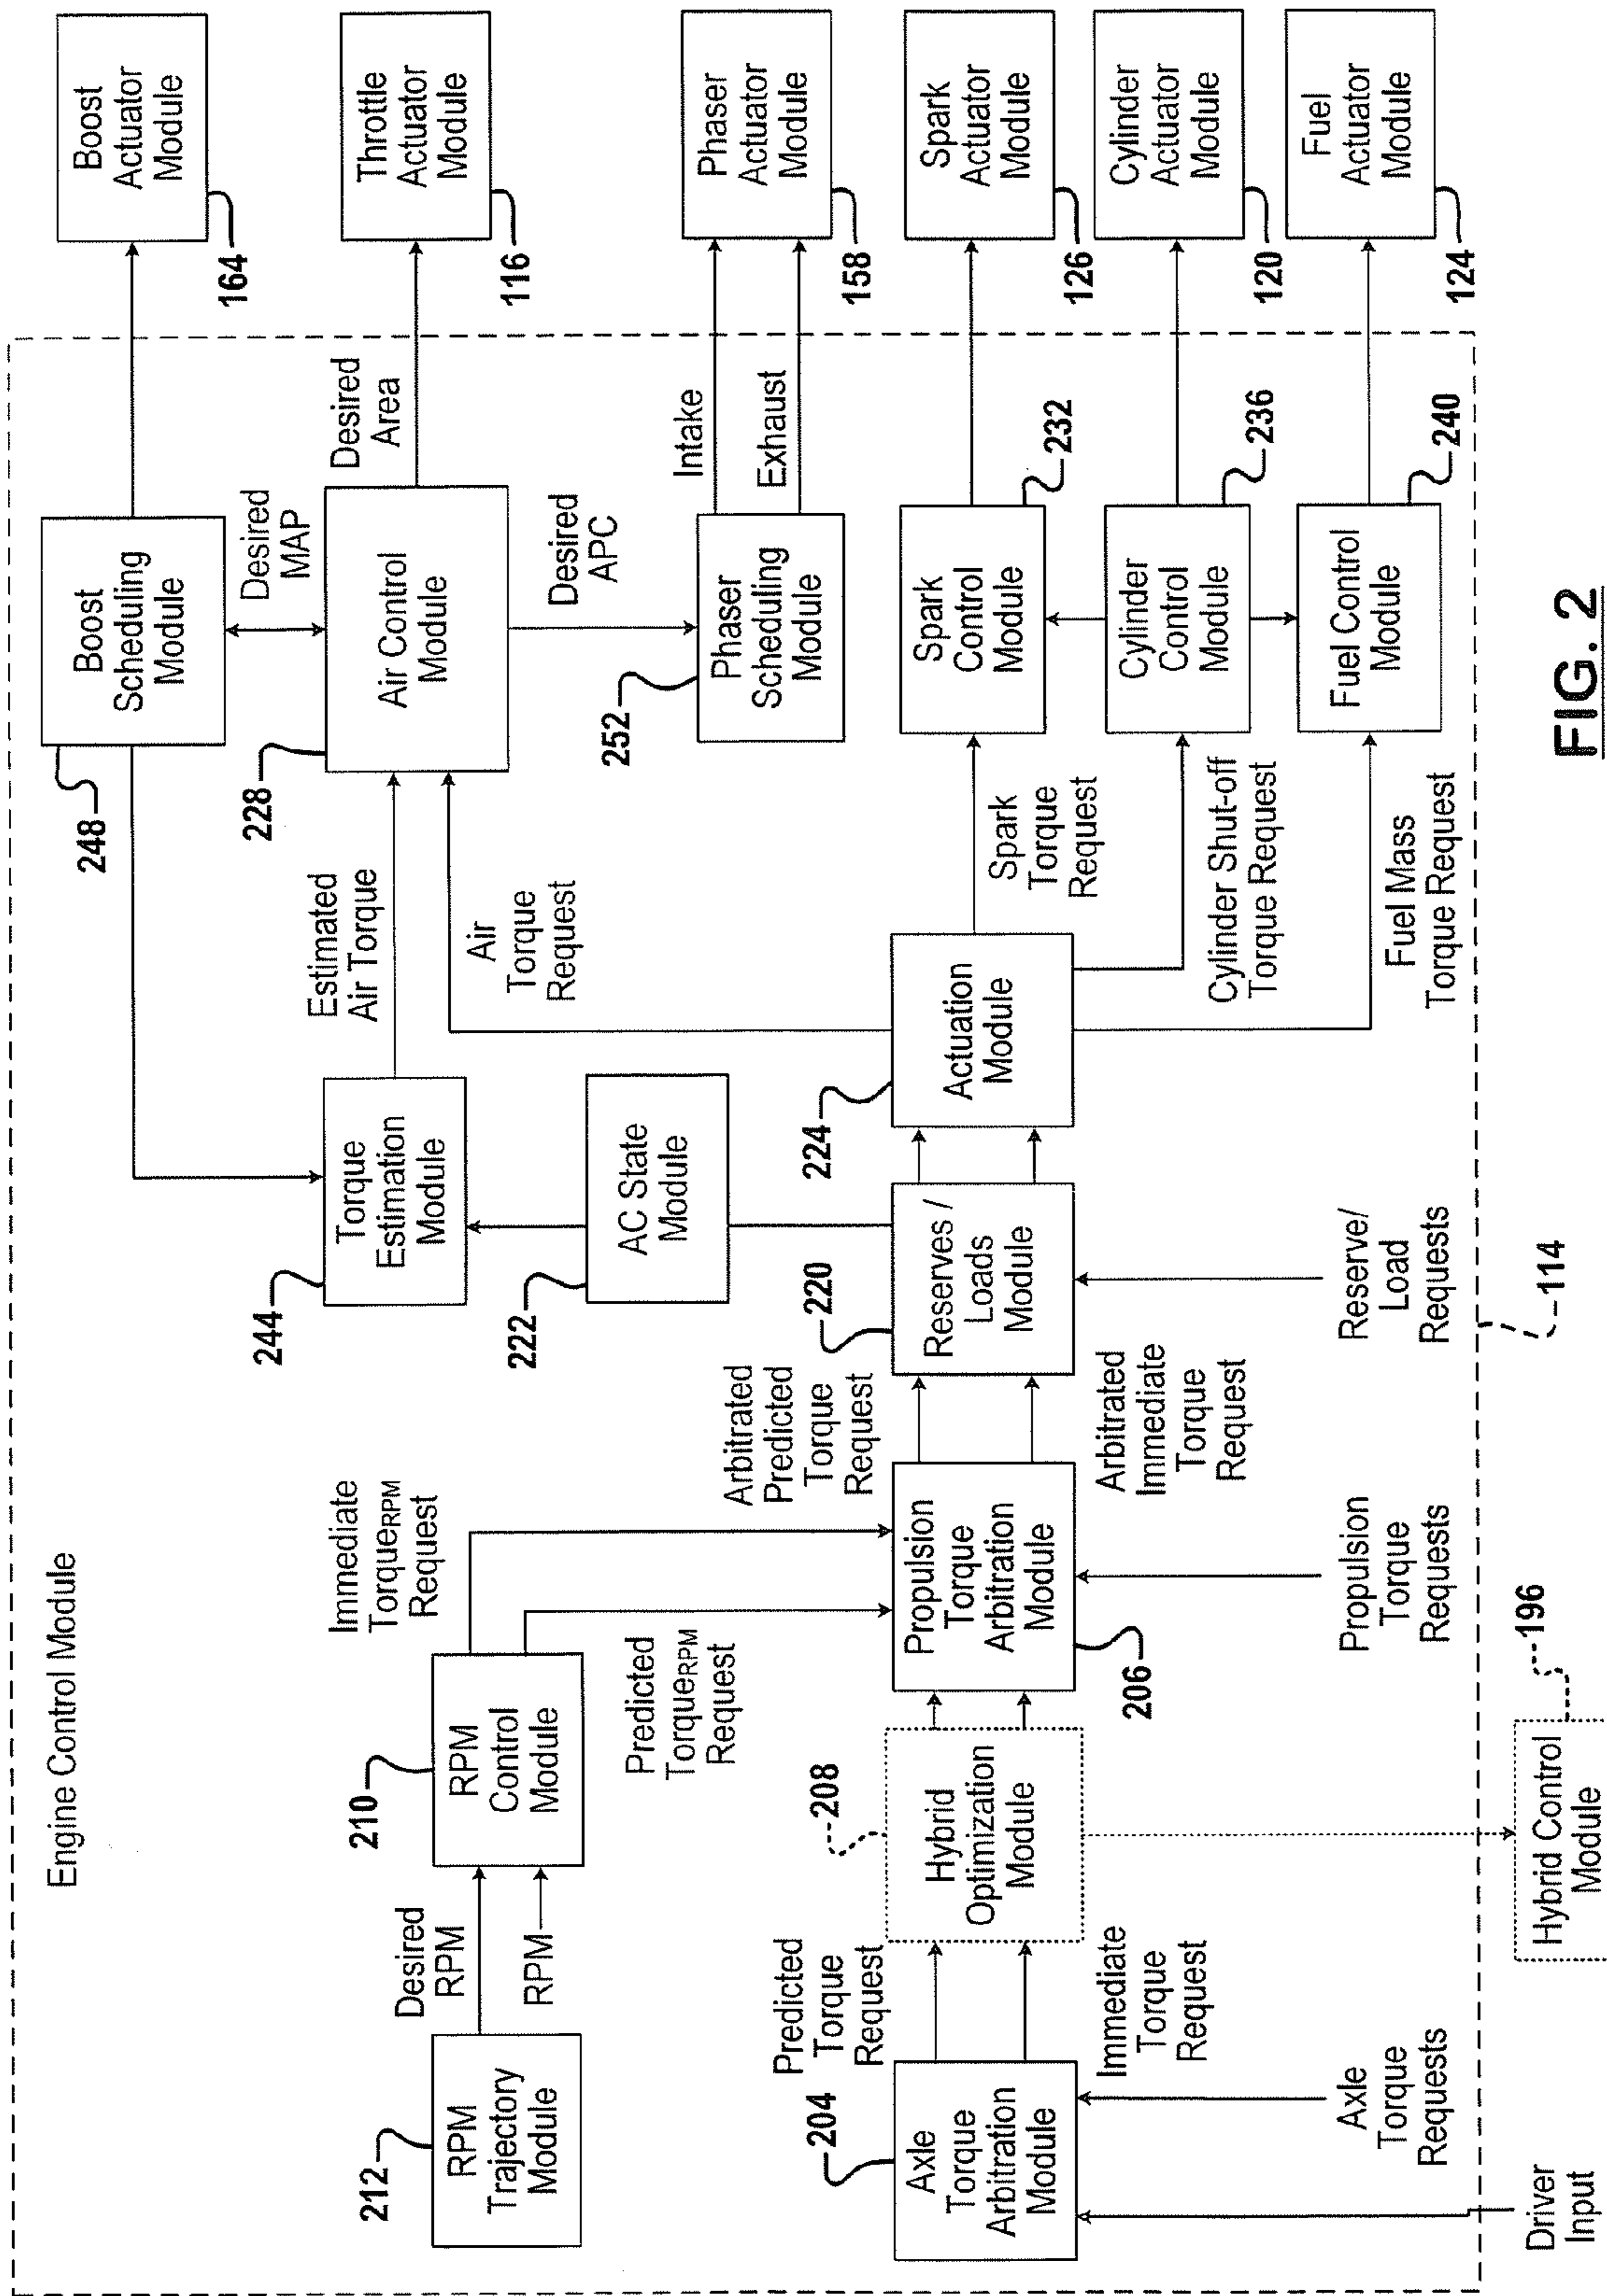 Engine Control Module
Boost
Scheduling
Module
248
Boost
Actuator
Module
164
Desired
MAP
Torque
Estimation
Module
244
Estimated
Air Torque
Air Control
Module
228
Desired
Area
Throttle
Actuator
Module
116
Air
Torque
Request
Desired
APC
RPM
Trajectory
Module
212
Desired
RPM
RPM
RPM
Control
Module
210
Immediate
TorqueRPM
Request
Predicted
TorqueRPM
Request
AC State
Module
222
Phaser
Scheduling
Module
252
Intake
Exhaust
Phaser
Actuator
Module
158
Axle
Torque
Arbitration
Module
204
Predicted
Torque
Request
Immediate
Torque
Request
Hybrid
Optimization
Module
208
Propulsion
Torque
Arbitration
Module
206
Arbitrated
Predicted
Torque
Request
Arbitrated
Immediate
Torque
Request
Reserves /
Loads
Module
220
Actuation
Module
224
Spark
Torque
Request
Spark
Control
Module
232
Spark
Actuator
Module
126
Cylinder Shut-off
Torque Request
Cylinder
Control
Module
236
Cylinder
Actuator
Module
120
Fuel Mass
Torque Request
Fuel Control
Module
240
Fuel
Actuator
Module
124
Driver
Input
Axle
Torque
Requests
Propulsion
Torque
Requests
Reserve/
Load
Requests
114
Hybrid Control
Module
196
FIG. 2